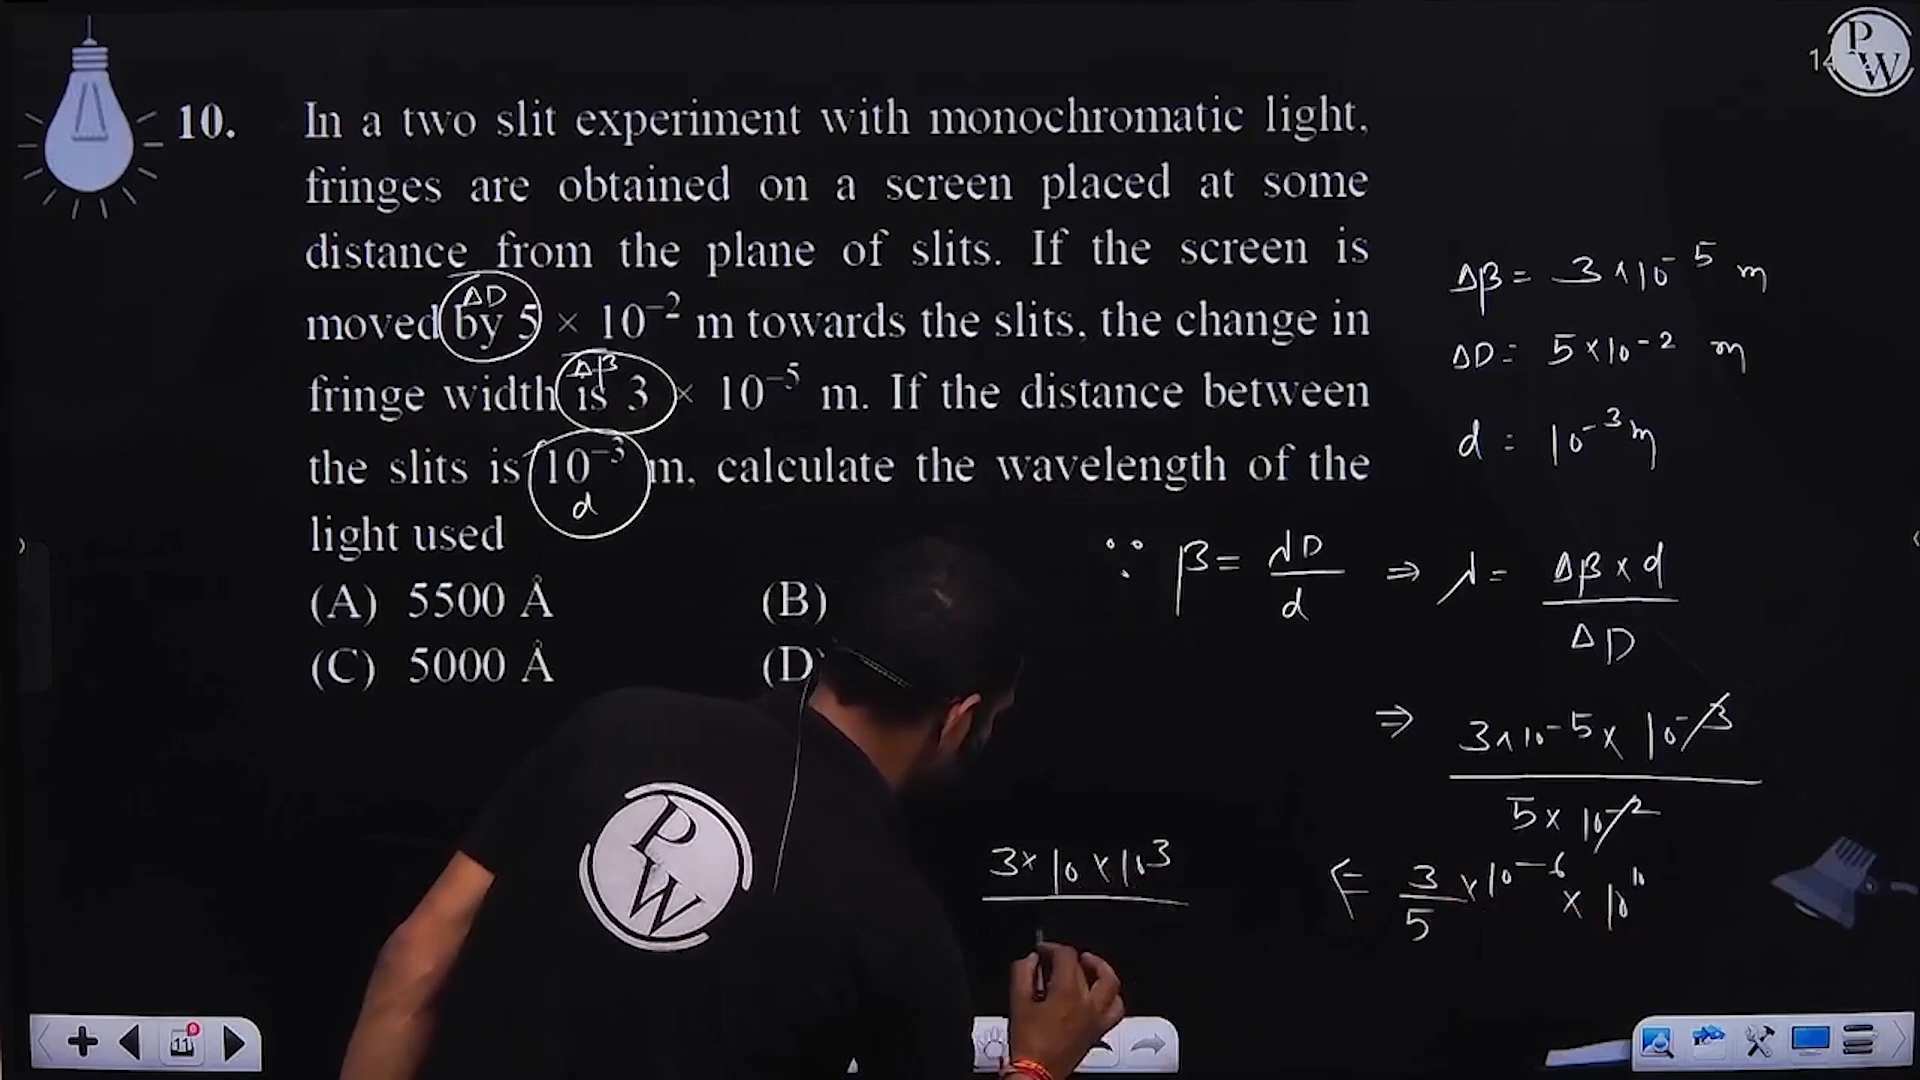 14
PW
10. In a two slit experiment with monochromatic light,
fringes are obtained on a screen placed at some
distance from the plane of slits. If the screen is
moved by 5 × 10⁻² m towards the slits, the change in
fringe width is 3 × 10⁻⁵ m. If the distance between
the slits is 10⁻³ m, calculate the wavelength of the
light used
(A) 5500 Å (B)
(C) 5000 Å (D)
ΔD
Δβ
d
Δβ = 3×10⁻⁵ m
ΔD = 5×10⁻² m
d = 10⁻³ m
∵ β = λD/d ⇒ λ = Δβ × d / ΔD
⇒ 3×10⁻⁵ × 10⁻³ / 5 × 10⁻²
3/5 × 10⁻⁶ × 10¹⁰
3 × 10 × 10³
PW
11